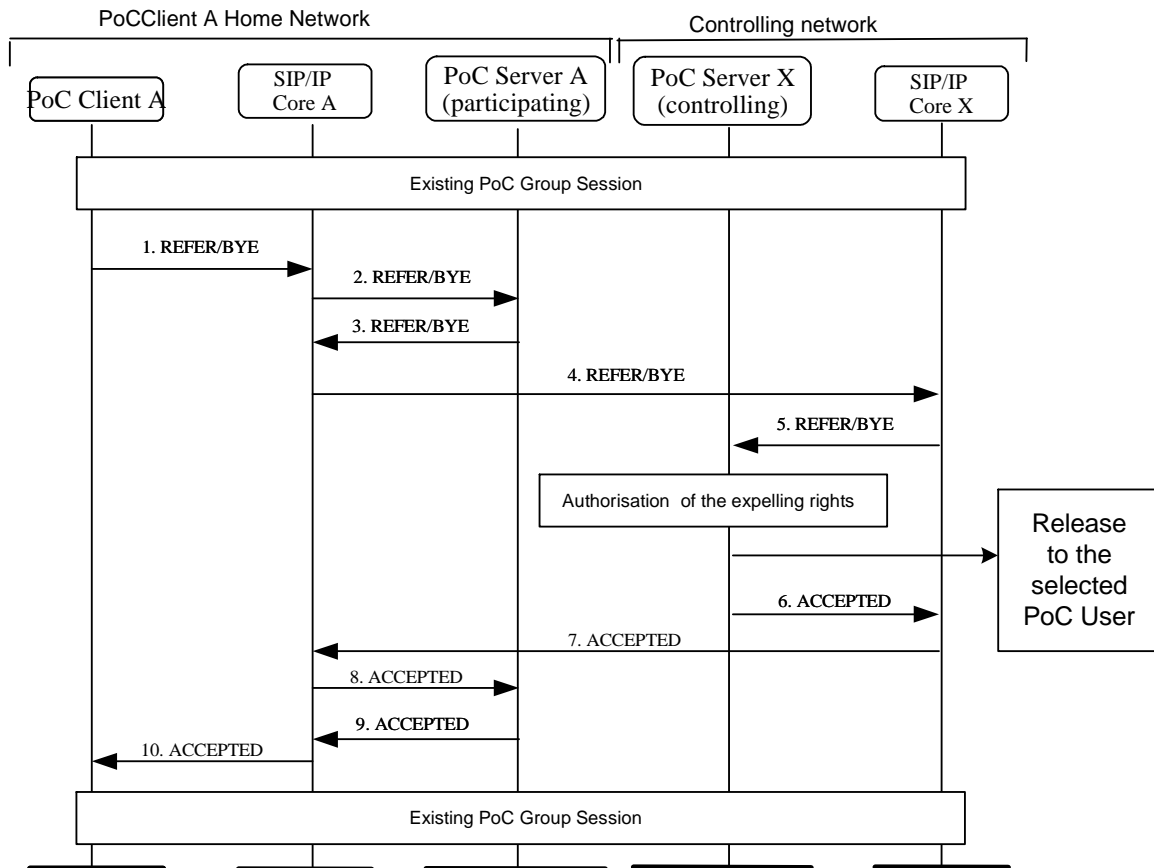 PoCClient A Home Network
Controlling network
PoC Client A
SIP/IP
Core A
PoC Server A
(participating)
PoC Server X
(controlling)
SIP/IP
Core X
Existing PoC Group Session
1. REFER/BYE
2. REFER/BYE
3. REFER/BYE
4. REFER/BYE
5. REFER/BYE
Authorisation of the expelling rights
Release
to the
selected
PoC User
6. ACCEPTED
7. ACCEPTED
8. ACCEPTED
9. ACCEPTED
10. ACCEPTED
Existing PoC Group Session